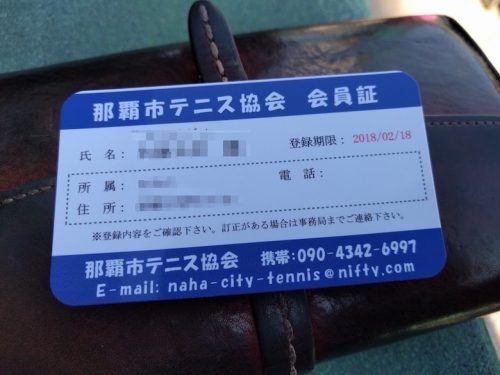 那覇市テニス協会 会員証
氏 名：
登録期限： 2018/02/18
所 属：
電 話：
住 所：
※登録内容をご確認下さい。訂正がある場合は事務局までご連絡下さい。
那覇市テニス協会 携帯:090-4342-6997
E-mail: naha-city-tennis@nifty.com